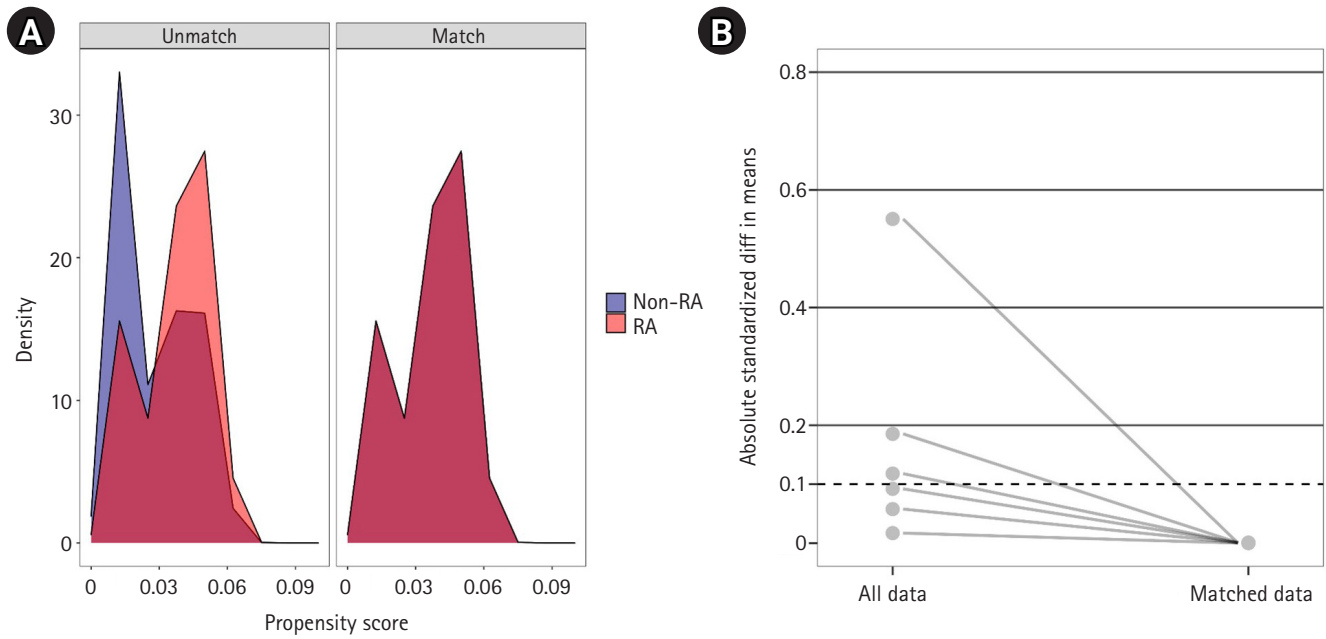 A
Unmatch
Match
Density
30
20
10
0
0
0.03
0.06
0.09
0
0.03
0.06
0.09
Propensity score
Non-RA
RA
B
Absolute standardized diff in means
0.8
0.6
0.4
0.2
0.1
0
All data
Matched data